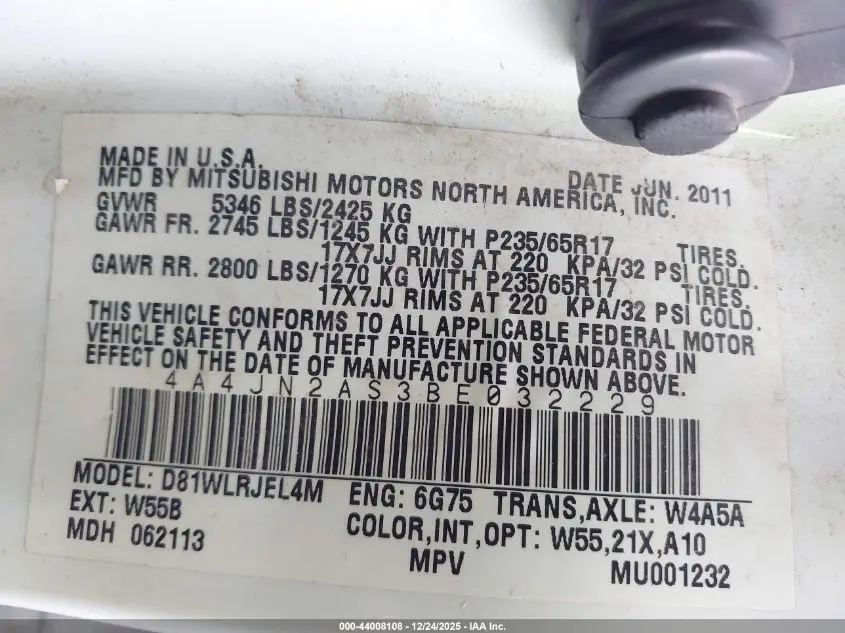 MADE IN U.S.A. DATE JUN. 2011
MFD BY MITSUBISHI MOTORS NORTH AMERICA, INC.
GVWR 5346 LBS/2425 KG
GAWR FR. 2745 LBS/1245 KG WITH P235/65R17 TIRES.
17X7JJ RIMS AT 220 KPA/32 PSI COLD.
GAWR RR. 2800 LBS/1270 KG WITH P235/65R17 TIRES.
17X7JJ RIMS AT 220 KPA/32 PSI COLD.
THIS VEHICLE CONFORMS TO ALL APPLICABLE FEDERAL MOTOR
VEHICLE SAFETY AND THEFT PREVENTION STANDARDS IN
EFFECT ON THE DATE OF MANUFACTURE SHOWN ABOVE.
4A4JN2AS3BE032229
MODEL: D81WLRJEL4M ENG: 6G75 TRANS,AXLE: W4A5A
EXT: W55B COLOR,INT,OPT: W55,21X,A10
MDH 062113 MPV MU001232
000-44008108 - 12/24/2025 - IAA Inc.